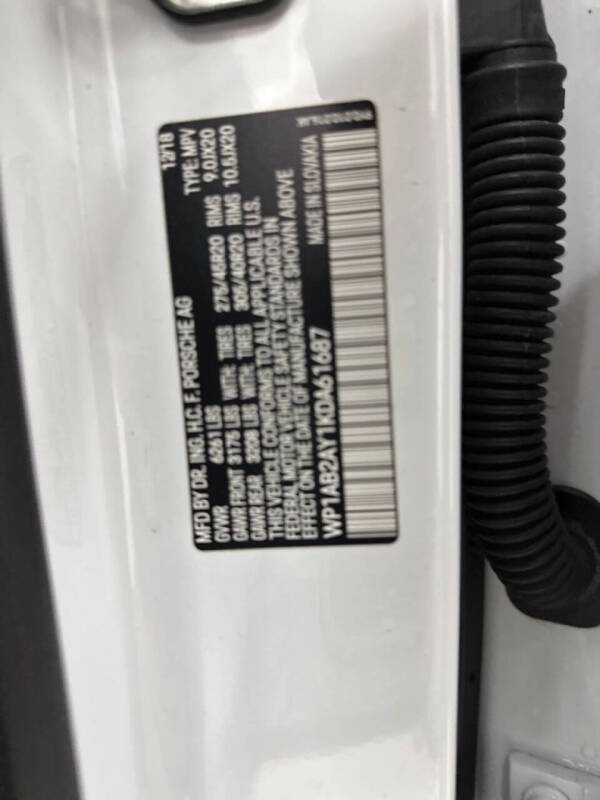 MFD BY DR. ING. H.C. F. PORSCHE AG 12/18
GVWR 6261 LBS TYPE: MPV
GAWR FRONT 3175 LBS WITH: TIRES 275/45R20 RIMS 9.0JX20
GAWR REAR 3208 LBS WITH: TIRES 305/40R20 RIMS 10.5JX20
THIS VEHICLE CONFORMS TO ALL APPLICABLE U.S.
FEDERAL MOTOR VEHICLE SAFETY STANDARDS IN
EFFECT ON THE DATE OF MANUFACTURE SHOWN ABOVE
WP1AB2AY1KDA61687 MADE IN SLOVAKIA